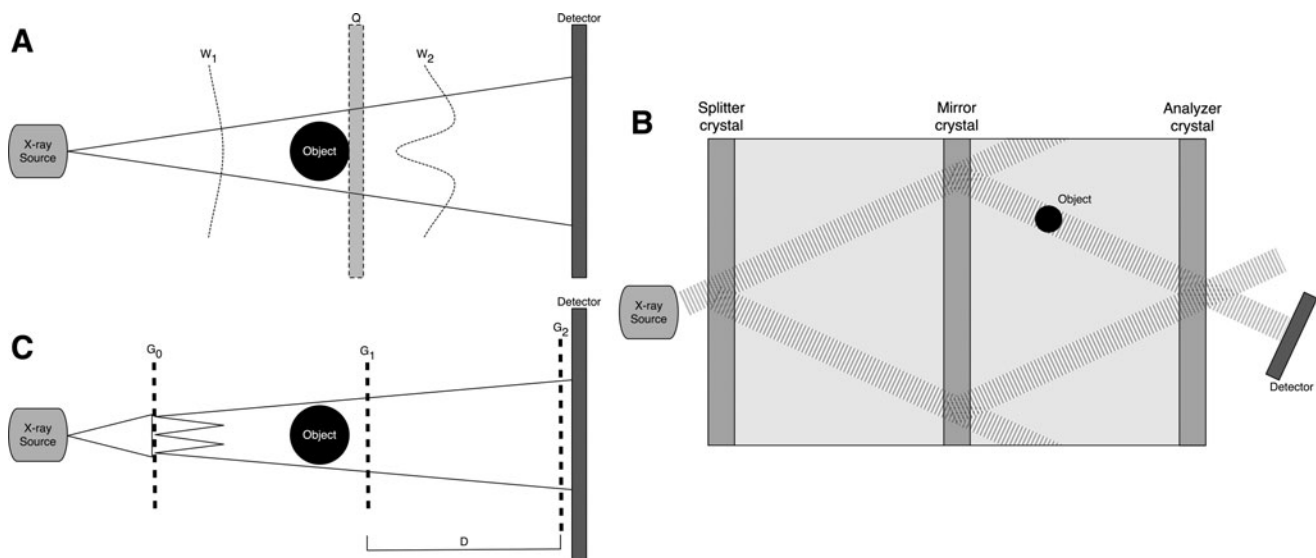 A
Q
Detector
W1
W2
X-ray
Source
Object
B
Splitter
crystal
Mirror
crystal
Analyzer
crystal
Object
X-ray
Source
Detector
C
Detector
G0
G1
G2
X-ray
Source
Object
D